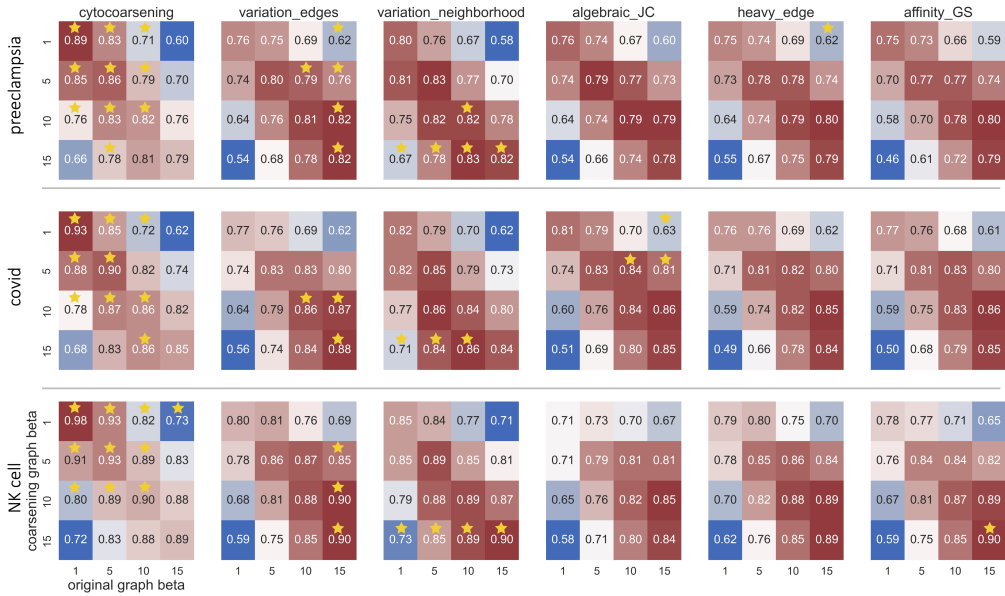 cytocoarsening variation_edges variation_neighborhood algebraic_JC heavy_edge affinity_GS
preeclampsia
1 0.89 0.83 0.71 0.60 0.76 0.75 0.69 0.62 0.80 0.76 0.67 0.58 0.76 0.74 0.67 0.60 0.76 0.74 0.69 0.62 0.75 0.73 0.66 0.59
5 0.85 0.86 0.79 0.70 0.74 0.80 0.79 0.76 0.81 0.83 0.77 0.70 0.74 0.79 0.77 0.73 0.73 0.78 0.78 0.74 0.70 0.77 0.77 0.74
10 0.76 0.83 0.82 0.76 0.64 0.76 0.81 0.82 0.75 0.82 0.82 0.78 0.64 0.74 0.79 0.79 0.64 0.74 0.79 0.80 0.58 0.70 0.78 0.80
15 0.66 0.78 0.81 0.79 0.54 0.68 0.78 0.82 0.67 0.78 0.83 0.82 0.54 0.66 0.74 0.78 0.55 0.67 0.75 0.79 0.46 0.61 0.72 0.79
covid
1 0.93 0.85 0.72 0.62 0.77 0.76 0.69 0.62 0.82 0.79 0.70 0.62 0.81 0.79 0.70 0.63 0.76 0.76 0.69 0.62 0.77 0.76 0.68 0.61
5 0.88 0.90 0.82 0.74 0.74 0.83 0.83 0.80 0.82 0.85 0.79 0.73 0.74 0.83 0.84 0.81 0.71 0.81 0.82 0.80 0.71 0.81 0.83 0.80
10 0.78 0.87 0.86 0.82 0.64 0.79 0.86 0.87 0.77 0.86 0.84 0.80 0.60 0.76 0.84 0.86 0.59 0.74 0.82 0.85 0.59 0.75 0.83 0.86
15 0.68 0.83 0.86 0.85 0.56 0.74 0.84 0.88 0.71 0.84 0.86 0.84 0.51 0.69 0.80 0.85 0.49 0.66 0.78 0.84 0.50 0.68 0.79 0.85
NK cell
coarsening graph beta
1 0.98 0.93 0.82 0.73 0.80 0.81 0.76 0.69 0.85 0.84 0.77 0.71 0.71 0.73 0.70 0.67 0.79 0.80 0.75 0.70 0.78 0.77 0.71 0.65
5 0.91 0.93 0.89 0.83 0.78 0.86 0.87 0.85 0.85 0.89 0.85 0.81 0.71 0.79 0.81 0.81 0.78 0.85 0.86 0.84 0.76 0.84 0.84 0.82
10 0.80 0.89 0.90 0.88 0.68 0.81 0.88 0.90 0.79 0.88 0.89 0.87 0.65 0.76 0.82 0.85 0.70 0.82 0.88 0.89 0.67 0.81 0.87 0.89
15 0.72 0.83 0.88 0.89 0.59 0.75 0.85 0.90 0.73 0.85 0.89 0.90 0.58 0.71 0.80 0.84 0.62 0.76 0.85 0.89 0.59 0.75 0.84 0.90
1 5 10 15 1 5 10 15 1 5 10 15 1 5 10 15 1 5 10 15 1 5 10 15
original graph beta